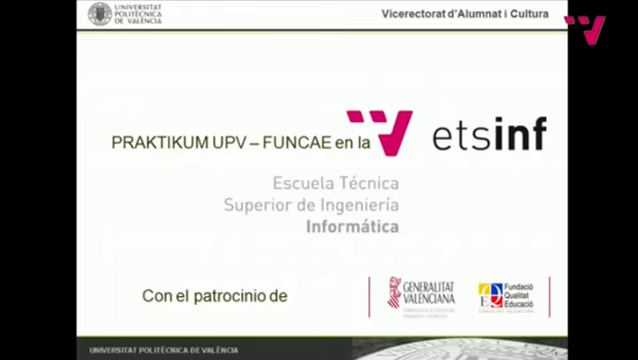 UNIVERSITAT
POLITÈCNICA
DE VALÈNCIA
Vicerectorat d'Alumnat i Cultura
PRAKTIKUM UPV – FUNCAE en la
etsinf
Escuela Técnica
Superior de Ingeniería
Informática
Con el patrocinio de
GENERALITAT
VALENCIANA
Fundació
Qualitat
Educació
UNIVERSITAT POLITÈCNICA DE VALÈNCIA